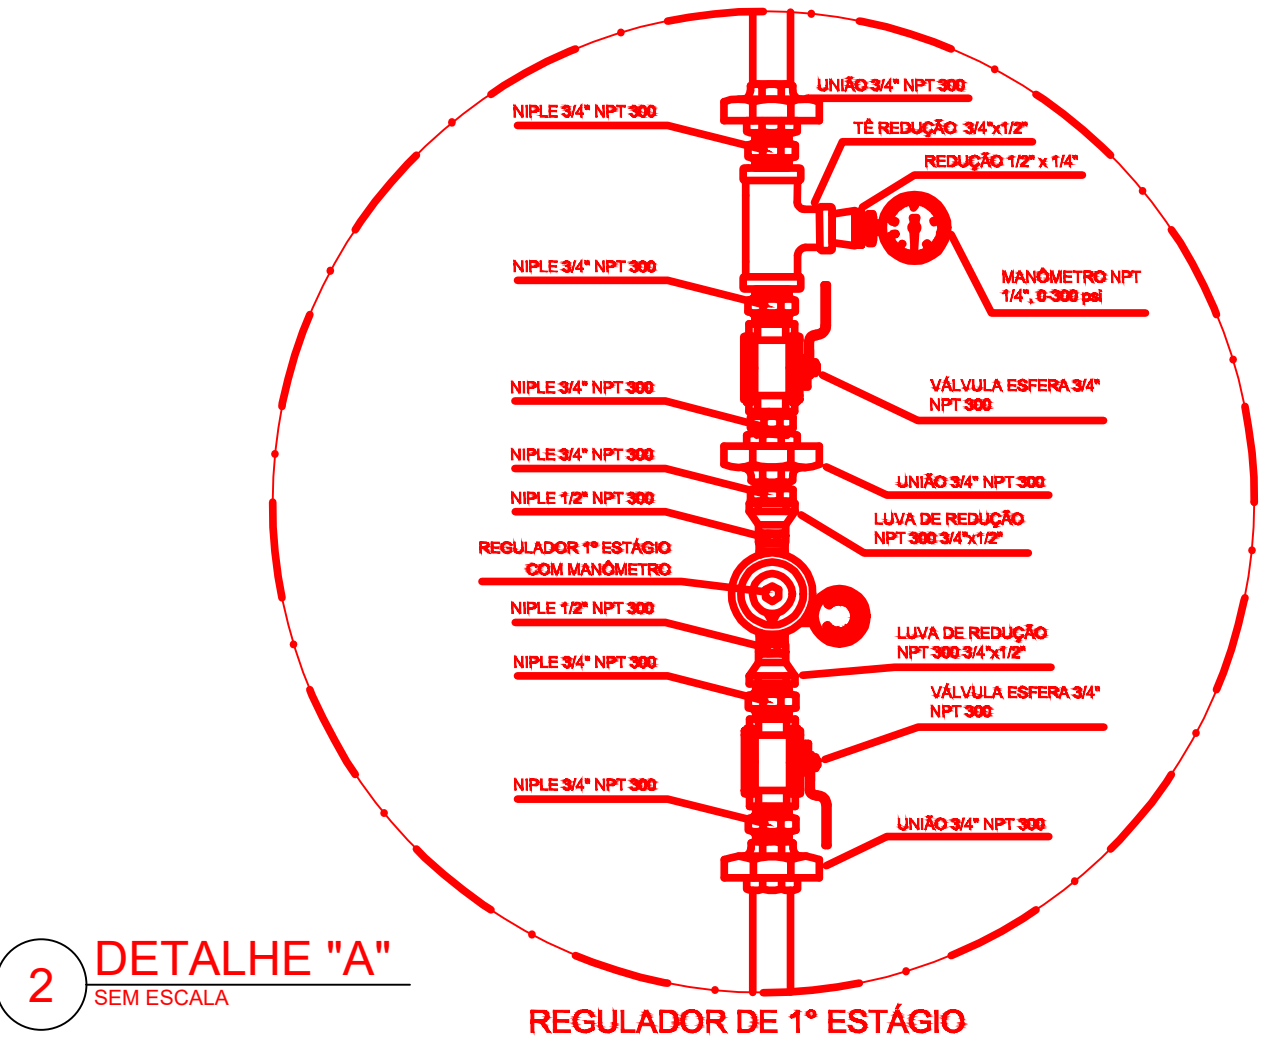 UNIÃO 3/4" NPT 300
NIPLE 3/4" NPT 300
TÊ REDUÇÃO 3/4"x1/2"
REDUÇÃO 1/2" x 1/4"
NIPLE 3/4" NPT 300
MANÔMETRO NPT
1/4", 0-300 psi
NIPLE 3/4" NPT 300
VÁLVULA ESFERA 3/4"
NPT 300
NIPLE 3/4" NPT 300
UNIÃO 3/4" NPT 300
NIPLE 1/2" NPT 300
LUVA DE REDUÇÃO
NPT 300 3/4"x1/2"
REGULADOR 1º ESTÁGIO
COM MANÔMETRO
NIPLE 1/2" NPT 300
LUVA DE REDUÇÃO
NPT 300 3/4"x1/2"
NIPLE 3/4" NPT 300
VÁLVULA ESFERA 3/4"
NPT 300
NIPLE 3/4" NPT 300
UNIÃO 3/4" NPT 300
2
DETALHE "A"
SEM ESCALA
REGULADOR DE 1º ESTÁGIO